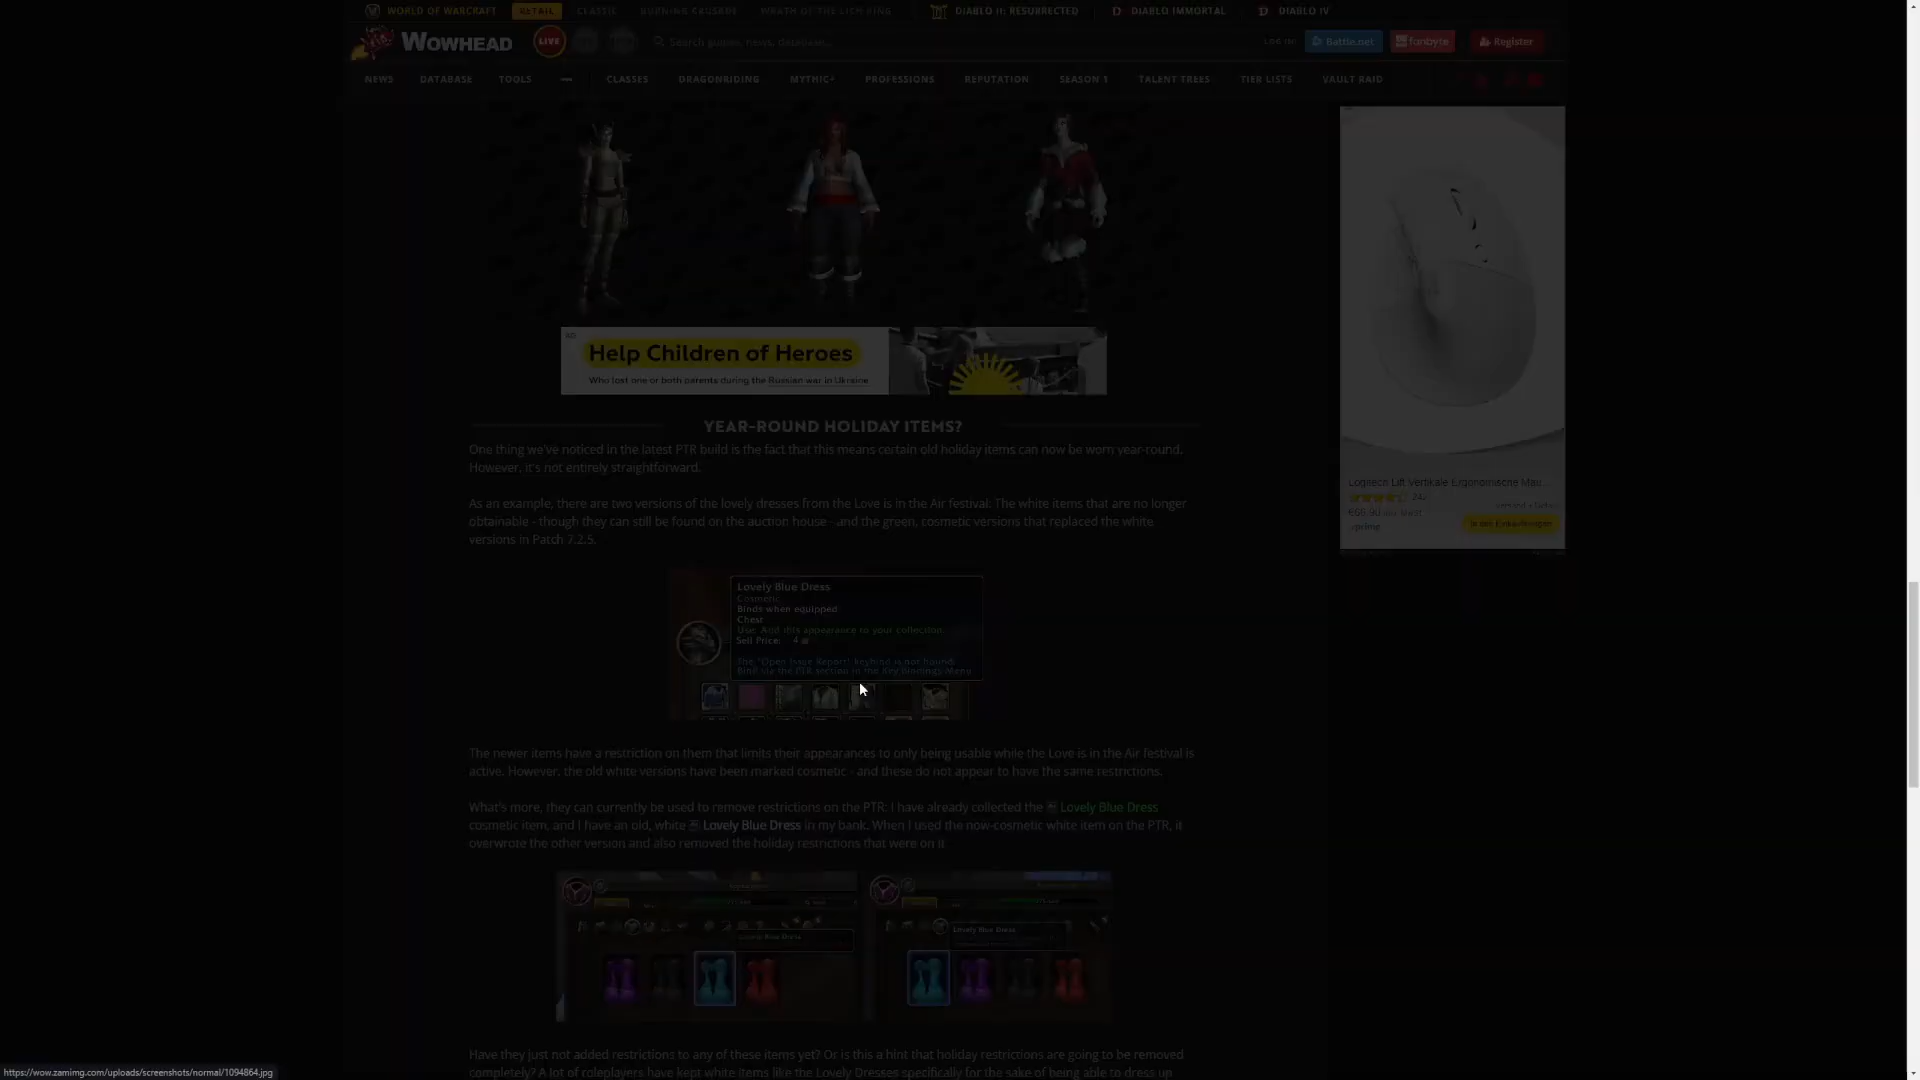 WORLD OF WARCRAFT RETAIL CLASSIC BURNING CRUSADE WRATH OF THE LICH KING DIABLO II: RESURRECTED DIABLO IMMORTAL DIABLO IV
WOWHEAD LIVE Search guides, news, database... LOG IN: Battle.net fanbyte Register
NEWS DATABASE TOOLS CLASSES DRAGONRIDING MYTHIC+ PROFESSIONS REPUTATION SEASON 1 TALENT TREES TIER LISTS VAULT RAID
Help Children of Heroes
Who lost one or both parents during the Russian war in Ukraine
YEAR-ROUND HOLIDAY ITEMS?
One thing we've noticed in the latest PTR build is the fact that this means certain old holiday items can now be worn year-round.
However, it's not entirely straightforward.
Logitech Lift Vertikale Ergonomische Mau...
As an example, there are two versions of the lovely dresses from the Love is in the Air festival: The white items that are no longer
obtainable - though they can still be found on the auction house - and the green, cosmetic versions that replaced the white
versions in Patch 7.2.5.
In den Einkaufswagen
Lovely Blue Dress
Cosmetic
Binds when equipped
Chest
Use: Add this appearance to your collection.
Sell Price: 4
The "Open Issue Report" keybind is not bound.
Bind via the PTR section in the Key Bindings Menu
The newer items have a restriction on them that limits their appearances to only being usable while the Love is in the Air festival is
active. However, the old white versions have been marked cosmetic - and these do not appear to have the same restrictions.
What's more, they can currently be used to remove restrictions on the PTR: I have already collected the Lovely Blue Dress
cosmetic item, and I have an old, white Lovely Blue Dress in my bank. When I used the now-cosmetic white item on the PTR, it
overwrote the other version and also removed the holiday restrictions that were on it.
Lovely Blue Dress
Lovely Blue Dress
Have they just not added restrictions to any of these items yet? Or is this a hint that holiday restrictions are going to be removed
completely? A lot of roleplayers have kept white items like the Lovely Dresses specifically for the sake of being able to dress up
https://wow.zamimg.com/uploads/screenshots/normal/1094864.jpg